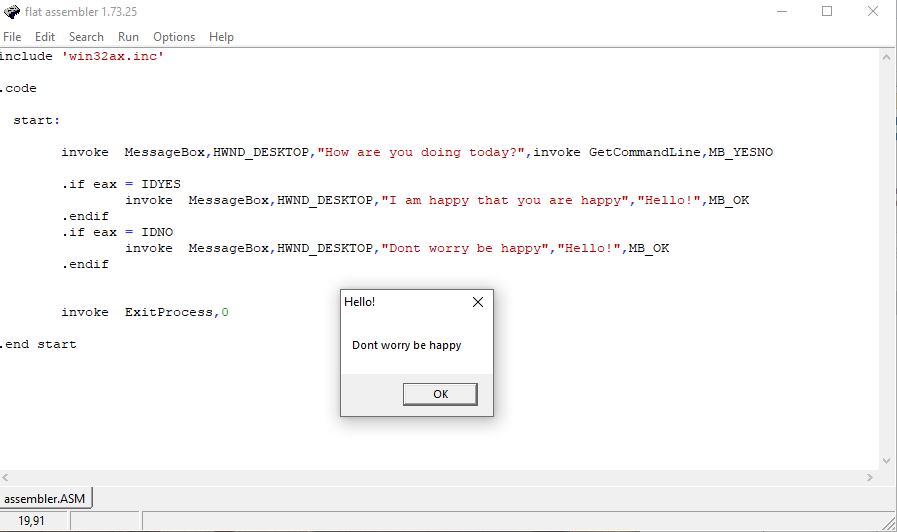 flat assembler 1.73.25
File Edit Search Run Options Help
include 'win32ax.inc'
.code
start:
invoke MessageBox,HWND_DESKTOP,"How are you doing today?",invoke GetCommandLine,MB_YESNO
.if eax = IDYES
invoke MessageBox,HWND_DESKTOP,"I am happy that you are happy","Hello!",MB_OK
.endif
.if eax = IDNO
invoke MessageBox,HWND_DESKTOP,"Dont worry be happy","Hello!",MB_OK
.endif
invoke ExitProcess,0
.end start
Hello!
Dont worry be happy
OK
assembler.ASM
19,91